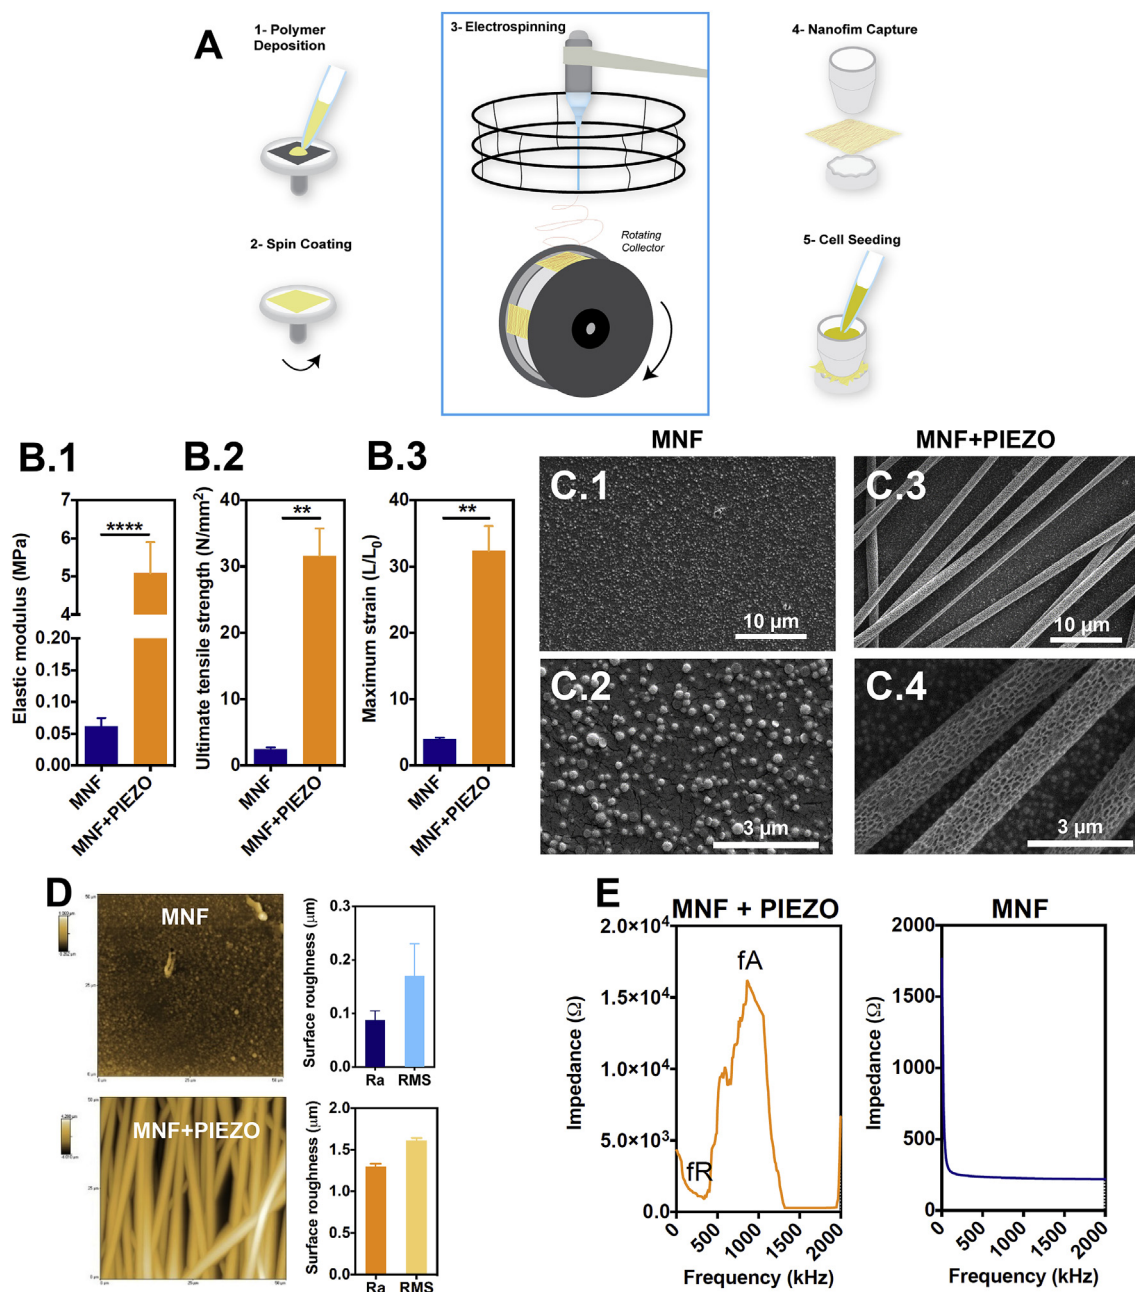 A
1- Polymer
Deposition
3- Electrospinning
4- Nanofim Capture
2- Spin Coating
Rotating
Collector
5- Cell Seeding
B.1
B.2
B.3
MNF
MNF+PIEZO
Elastic modulus (MPa)
7
6
5
4
0.20
0.15
0.10
0.05
0.00
****
MNF
MNF+PIEZO
Ultimate tensile strength (N/mm²)
40
30
20
10
0
**
MNF
MNF+PIEZO
Maximum strain (L/L₀)
40
30
20
10
0
**
MNF
MNF+PIEZO
C.1
10 µm
C.3
10 µm
C.2
3 µm
C.4
3 µm
D
MNF
Surface roughness (µm)
0.3
0.2
0.1
0.0
Ra
RMS
MNF+PIEZO
Surface roughness (µm)
2.0
1.5
1.0
0.5
0.0
Ra
RMS
E
MNF + PIEZO
Impedance (Ω)
2.0×10⁴
1.5×10⁴
1.0×10⁴
5.0×10³
0.0
fA
fR
0
500
1000
1500
2000
Frequency (kHz)
MNF
Impedance (Ω)
2000
1500
1000
500
0
0
500
1000
1500
2000
Frequency (kHz)